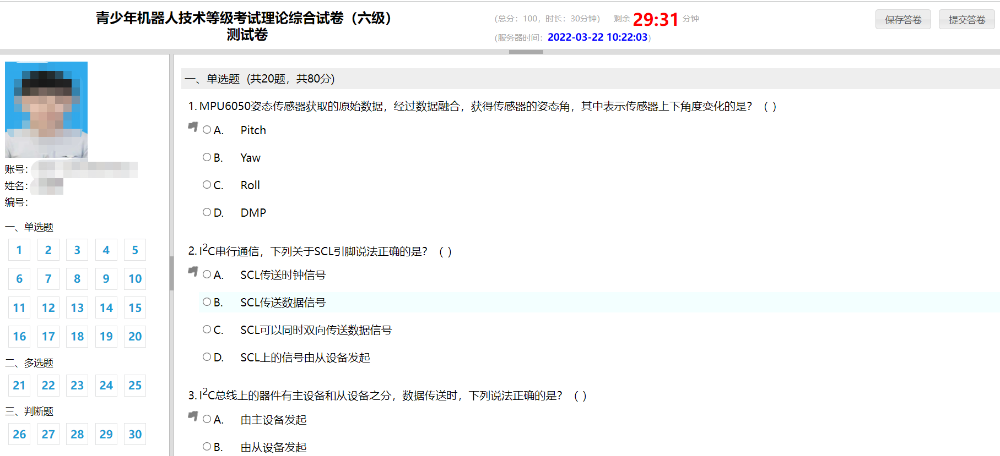 青少年机器人技术等级考试理论综合试卷（六级）
测试卷
(总分：100，时长：30分钟) 剩余 29:31 分钟
(服务器时间：2022-03-22 10:22:03)
保存答卷
提交答卷
账号：
姓名：
编号：
一、单选题
1 2 3 4 5
6 7 8 9 10
11 12 13 14 15
16 17 18 19 20
二、多选题
21 22 23 24 25
三、判断题
26 27 28 29 30
一、单选题 (共20题，共80分)
1. MPU6050姿态传感器获取的原始数据，经过数据融合，获得传感器的姿态角，其中表示传感器上下角度变化的是？ （ ）
A. Pitch
B. Yaw
C. Roll
D. DMP
2. I²C串行通信，下列关于SCL引脚说法正确的是？ （ ）
A. SCL传送时钟信号
B. SCL传送数据信号
C. SCL可以同时双向传送数据信号
D. SCL上的信号由从设备发起
3. I²C总线上的器件有主设备和从设备之分，数据传送时，下列说法正确的是？ （ ）
A. 由主设备发起
B. 由从设备发起